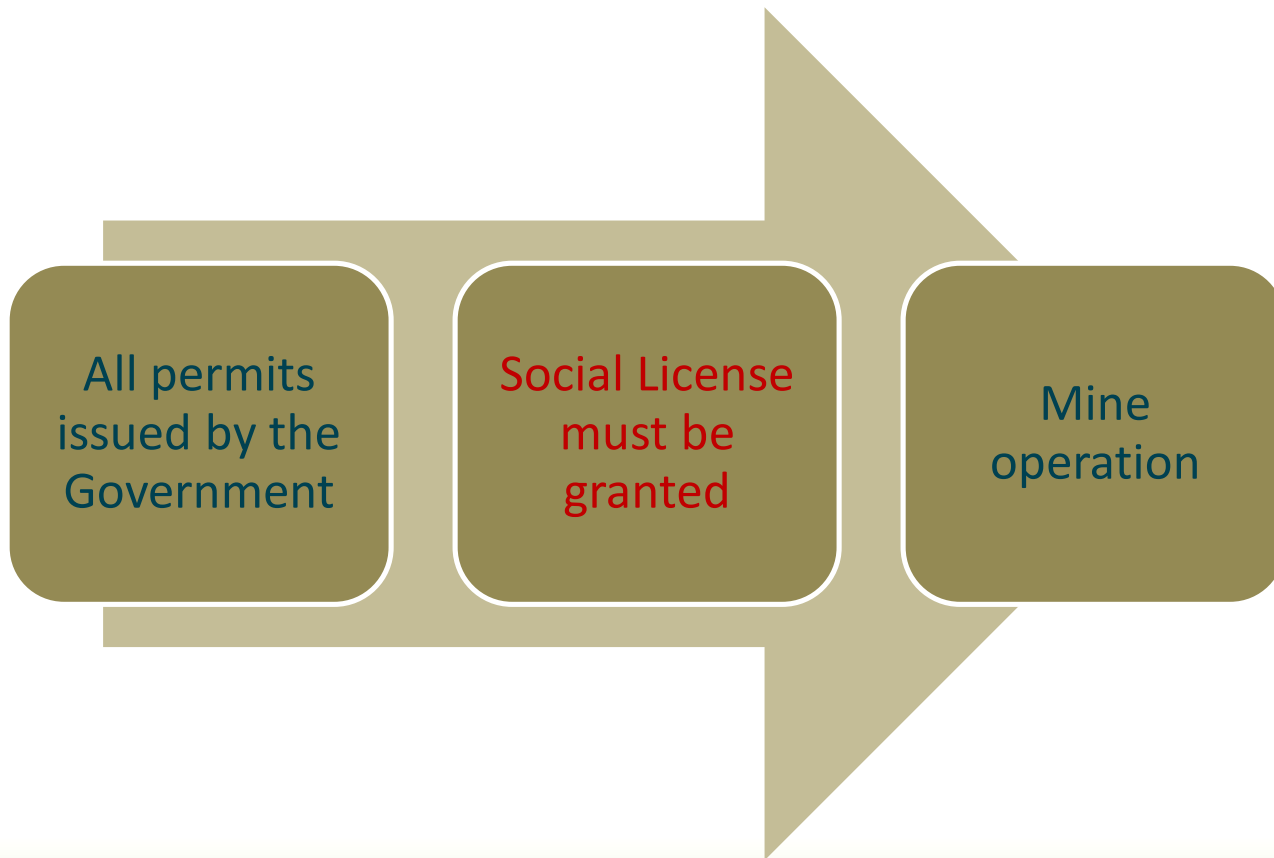 All permits
issued by the
Government
Social License
must be
granted
Mine
operation